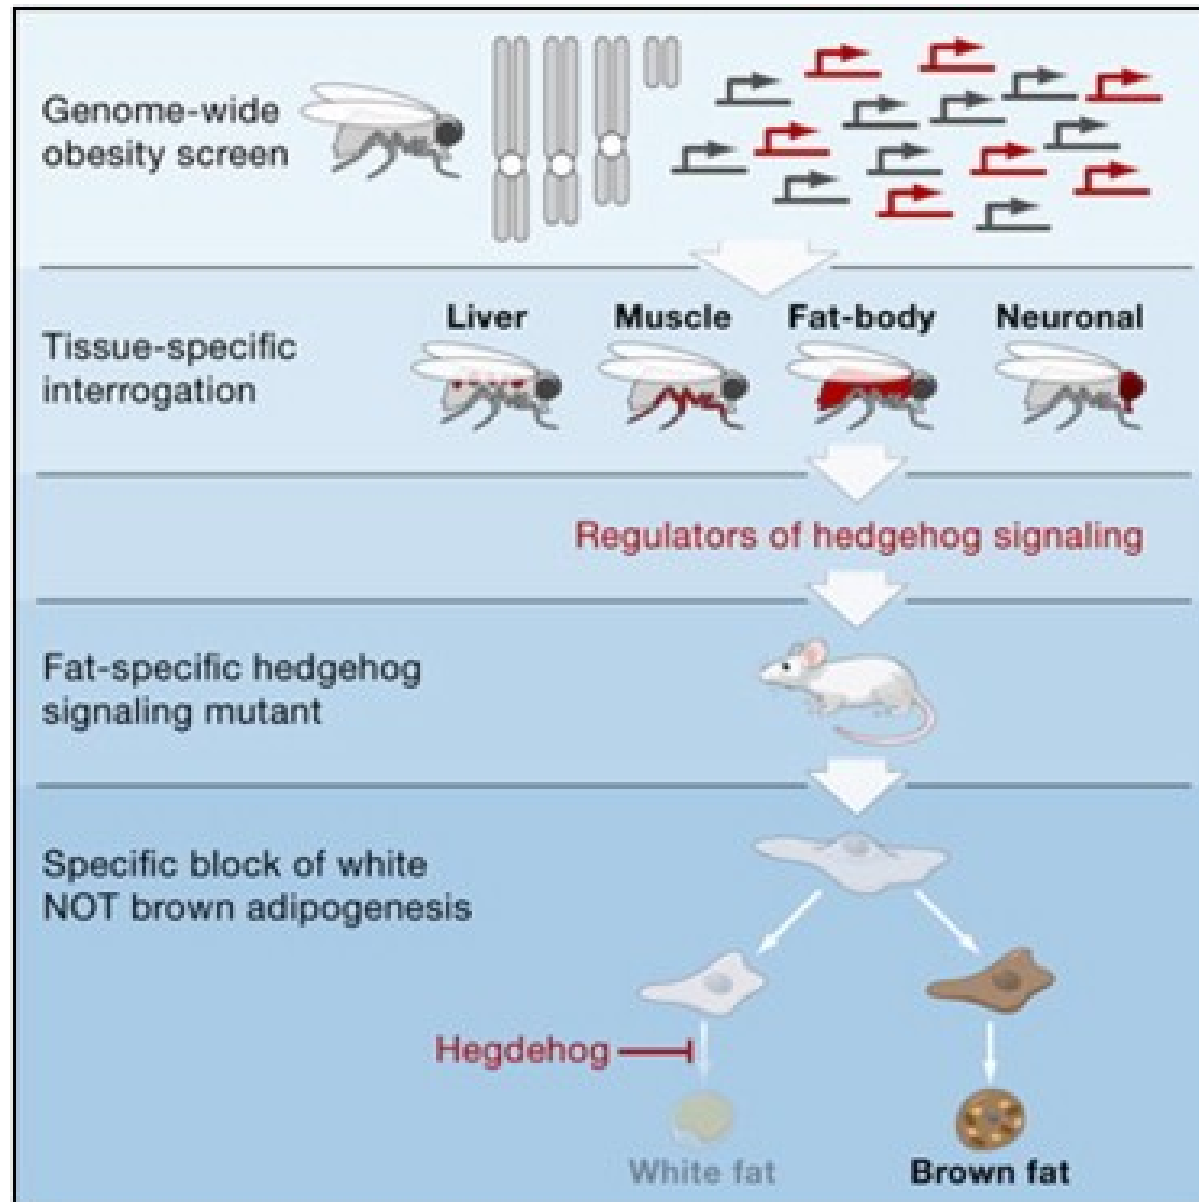 Genome-wide
obesity screen
Liver Muscle Fat-body Neuronal
Tissue-specific
interrogation
Regulators of hedgehog signaling
Fat-specific hedgehog
signaling mutant
Specific block of white
NOT brown adipogenesis
Hegdehog
White fat Brown fat